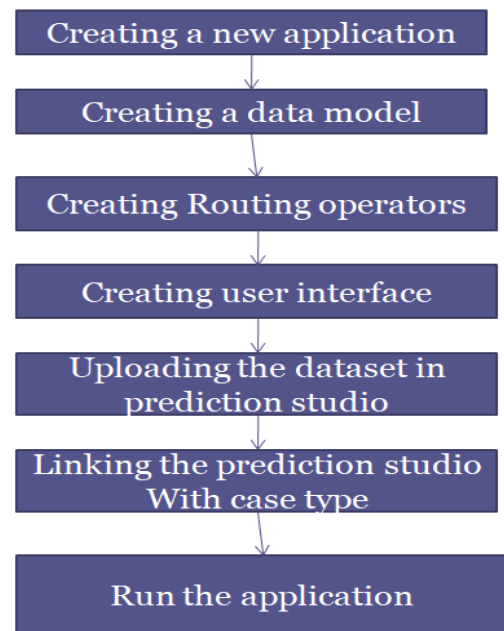 Creating a new application
Creating a data model
Creating Routing operators
Creating user interface
Uploading the dataset in
prediction studio
Linking the prediction studio
With case type
Run the application